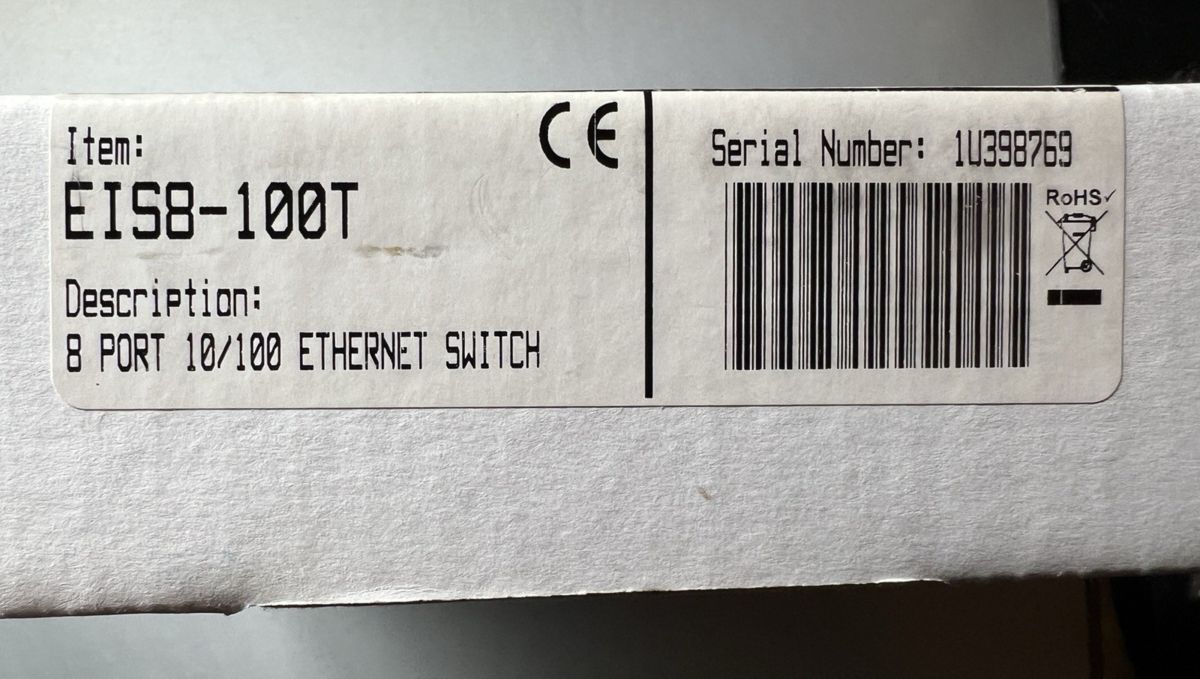 Item:
CE
EIS8-100T
Description:
8 PORT 10/100 ETHERNET SWITCH
Serial Number: 1U398769
RoHS✓